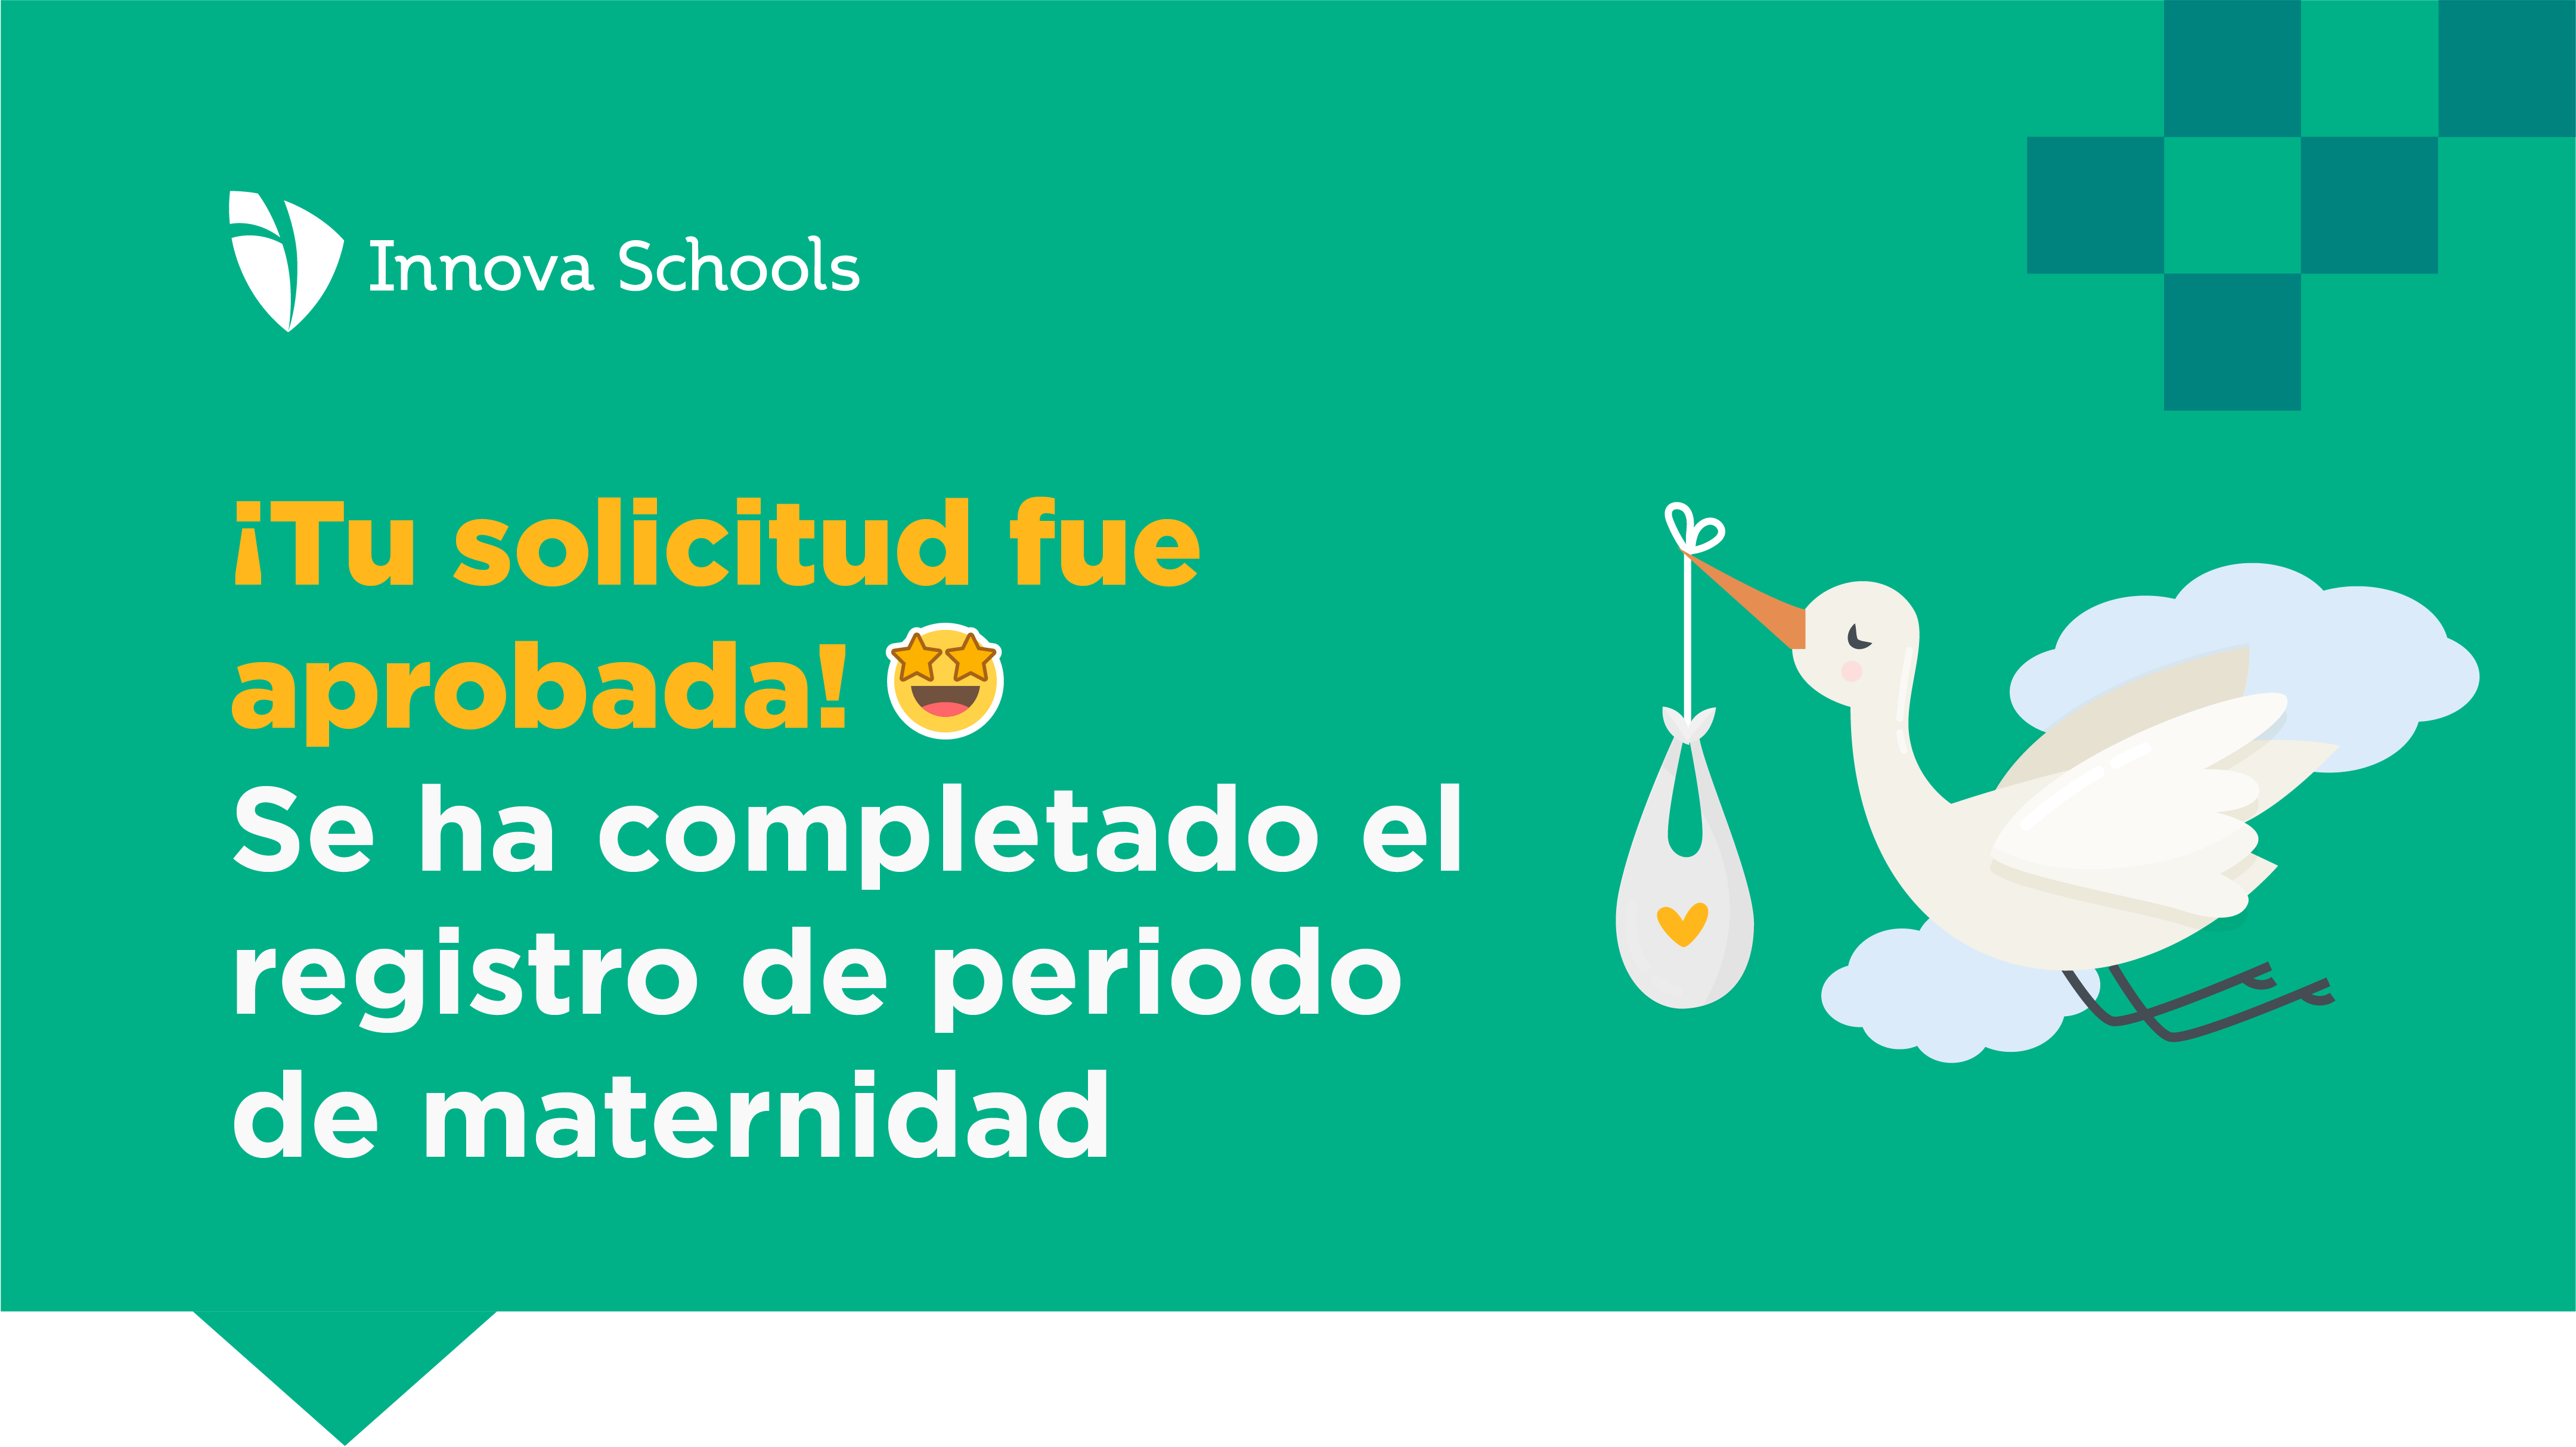 Innova Schools
¡Tu solicitud fue
aprobada!
Se ha completado el
registro de periodo
de maternidad